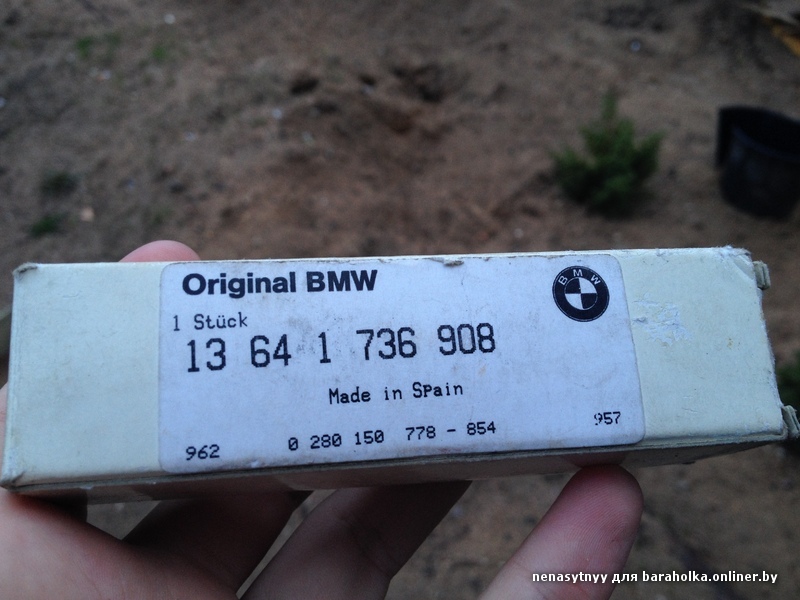 Original BMW
BMW
1 Stück
13 64 1 736 908
Made in Spain
0 280 150 778 - 854
957
962
nenasytnyy для baraholka.onliner.by